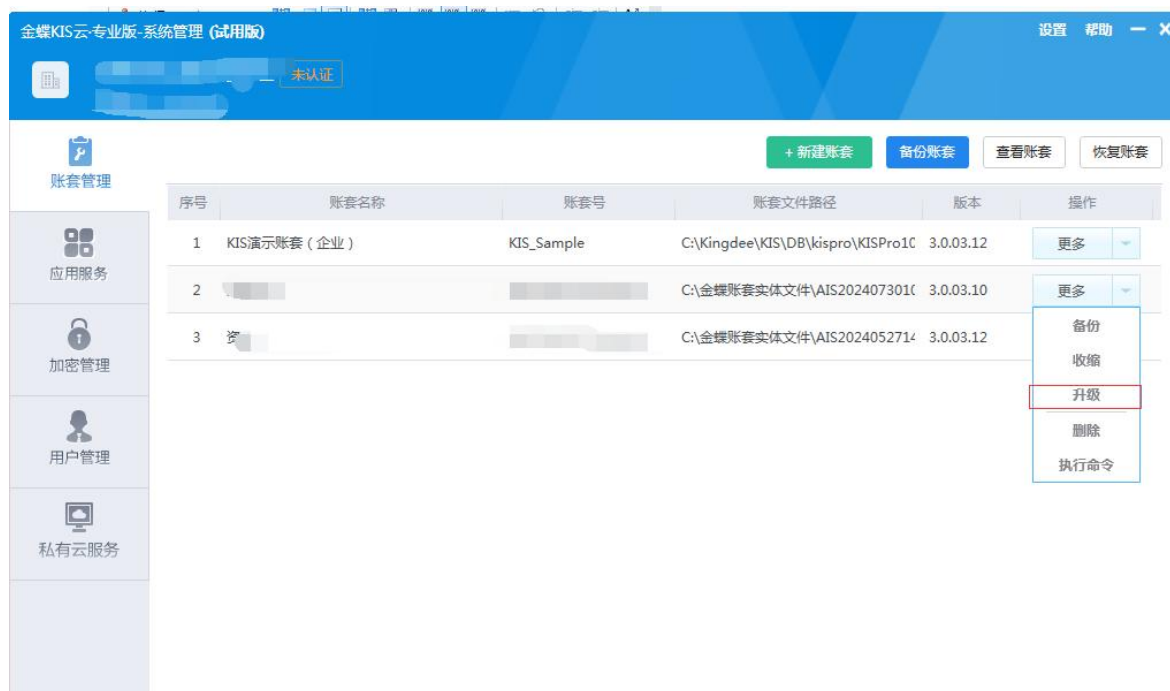 金蝶KIS云·专业版-系统管理 (试用版) 设置 帮助
未认证
账套管理
+ 新建账套 备份账套 查看账套 恢复账套
序号 账套名称 账套号 账套文件路径 版本 操作
1 KIS演示账套 ( 企业 ) KIS_Sample C:\Kingdee\KIS\DB\kispro\KISPro10 3.0.03.12 更多
应用服务
2 C:\金蝶账套实体文件\AIS2024073010 3.0.03.10 更多
备份
3 资 C:\金蝶账套实体文件\AIS2024052714 3.0.03.12
收缩
加密管理
升级
删除
用户管理
执行命令
私有云服务